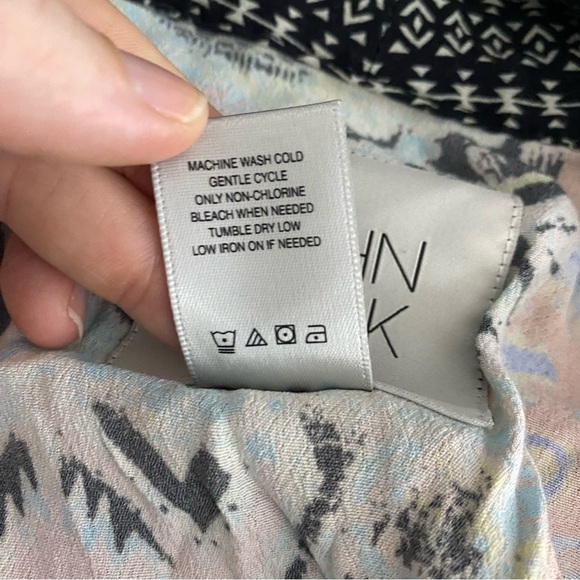 MACHINE WASH COLD
GENTLE CYCLE
ONLY NON-CHLORINE
BLEACH WHEN NEEDED
TUMBLE DRY LOW
LOW IRON ON IF NEEDED